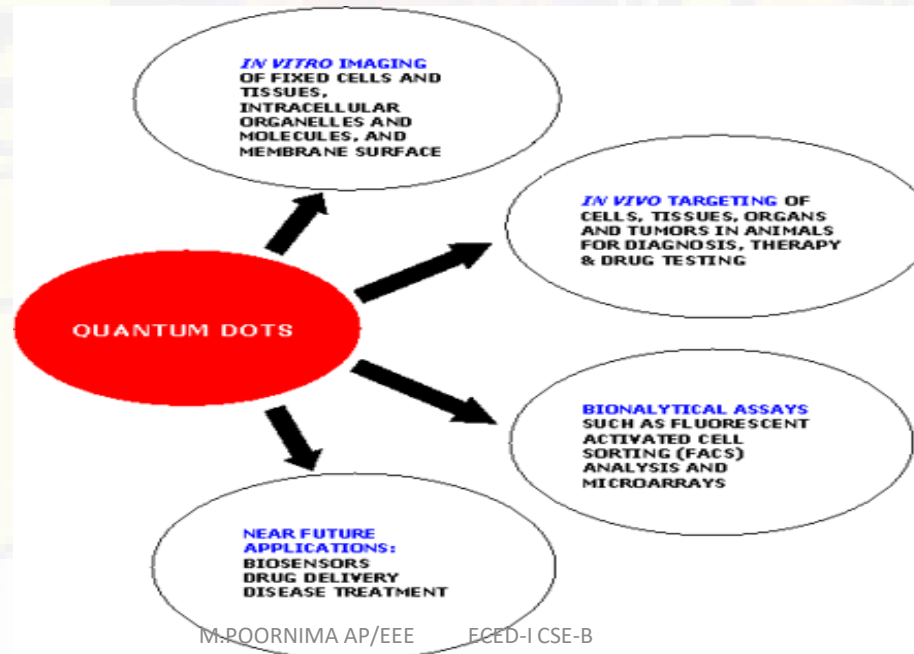 IN VITRO IMAGING
OF FIXED CELLS AND
TISSUES,
INTRACELLULAR
ORGANELLES AND
MOLECULES, AND
MEMBRANE SURFACE
IN VIVO TARGETING OF
CELLS, TISSUES, ORGANS
AND TUMORS IN ANIMALS
FOR DIAGNOSIS, THERAPY
& DRUG TESTING
QUANTUM DOTS
BIONALYTICAL ASSAYS
SUCH AS FLUORESCENT
ACTIVATED CELL
SORTING (FACS)
ANALYSIS AND
MICROARRAYS
NEAR FUTURE
APPLICATIONS:
BIOSENSORS
DRUG DELIVERY
DISEASE TREATMENT
M.POORNIMA AP/EEE ECED-I CSE-B